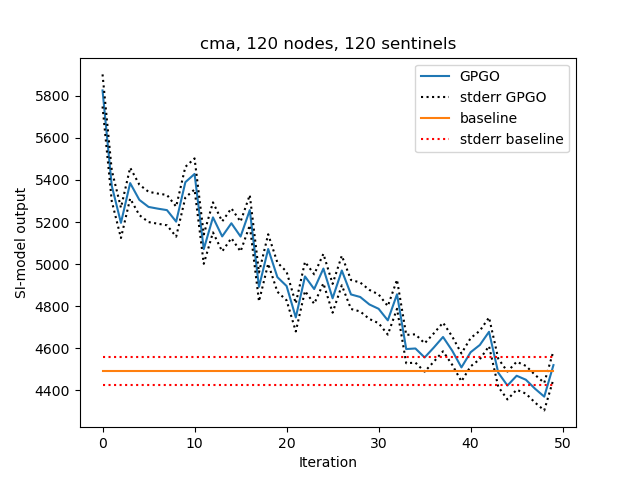 cma, 120 nodes, 120 sentinels
GPGO
stderr GPGO
baseline
stderr baseline
5800
5600
5400
5200
5000
4800
4600
4400
SI-model output
0 10 20 30 40 50
Iteration